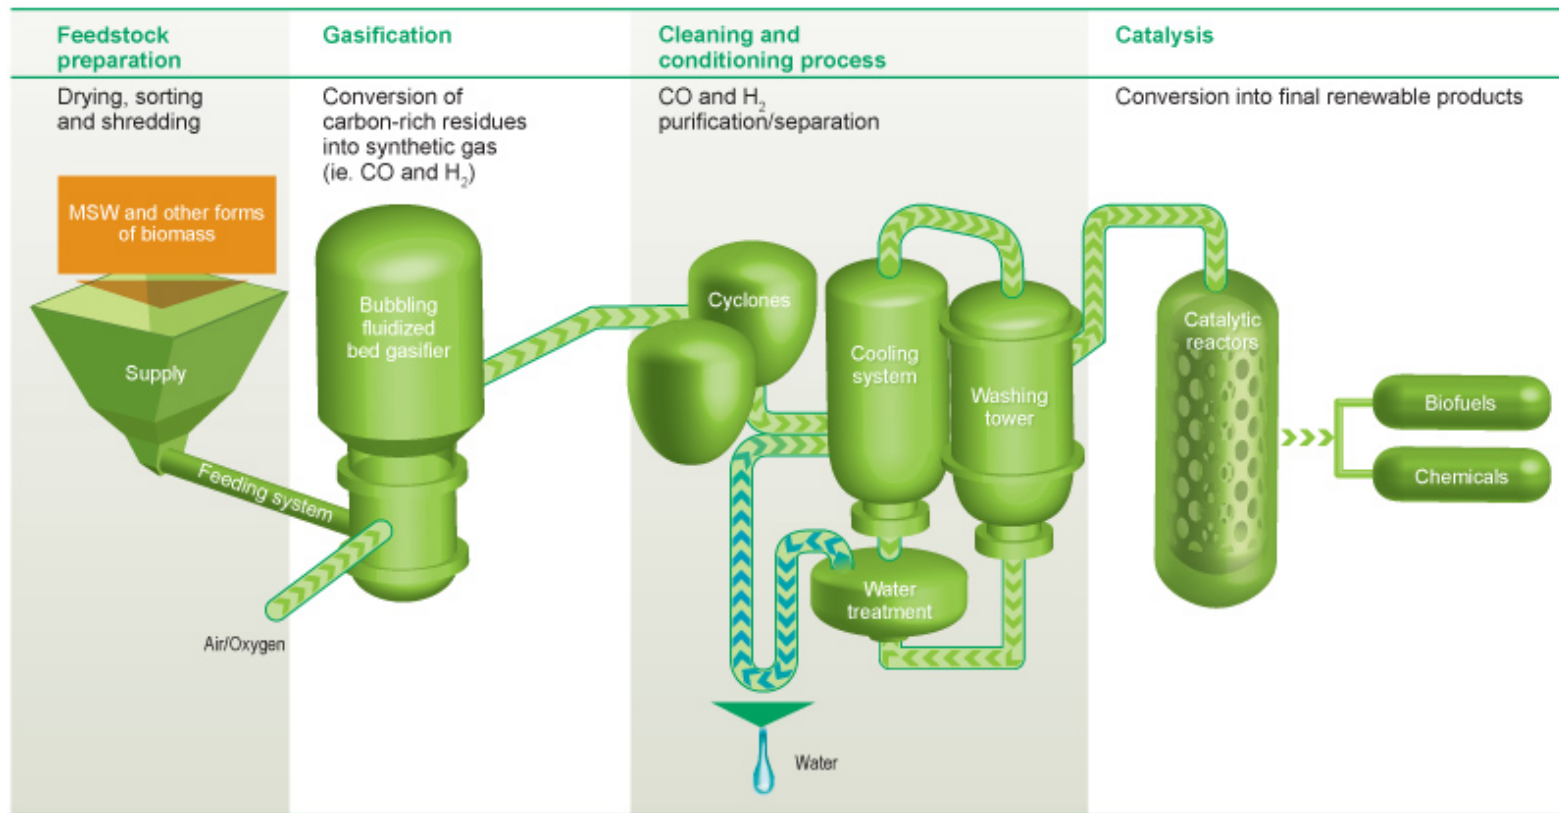 Feedstock
preparation
Drying, sorting
and shredding
Gasification
Conversion of
carbon-rich residues
into synthetic gas
(ie. CO and H₂)
Cleaning and
conditioning process
CO and H₂
purification/separation
Catalysis
Conversion into final renewable products
MSW and other forms
of biomass
Supply
Feeding system
Air/Oxygen
Bubbling
fluidized
bed gasifier
Cyclones
Cooling
system
Washing
tower
Water
treatment
Water
Catalytic
reactors
Biofuels
Chemicals